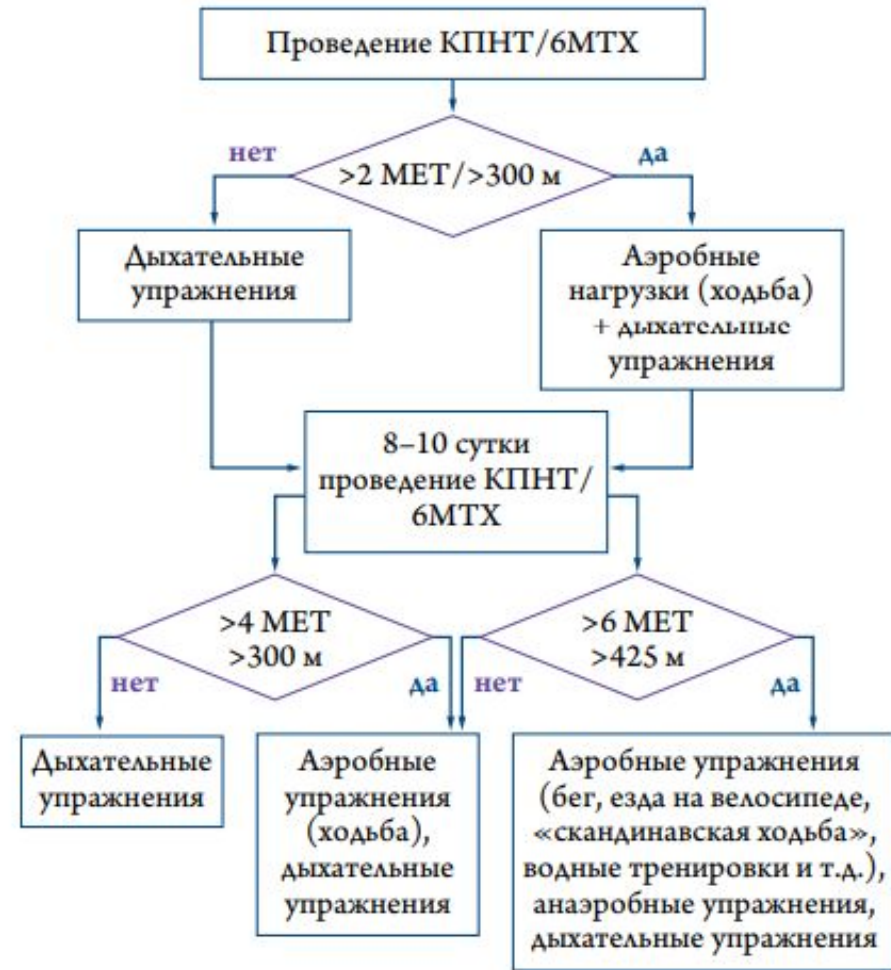 Проведение КПНТ/6МТХ
нет
да
>2 МЕТ/>300 м
Дыхательные
упражнения
Аэробные
нагрузки (ходьба)
+ дыхательные
упражнения
8–10 сутки
проведение КПНТ/
6МТХ
>4 МЕТ
>300 м
нет
да
>6 МЕТ
>425 м
нет
да
Дыхательные
упражнения
Аэробные
упражнения
(ходьба),
дыхательные
упражнения
Аэробные упражнения
(бег, езда на велосипеде,
«скандинавская ходьба»,
водные тренировки и т.д.),
анаэробные упражнения,
дыхательные упражнения